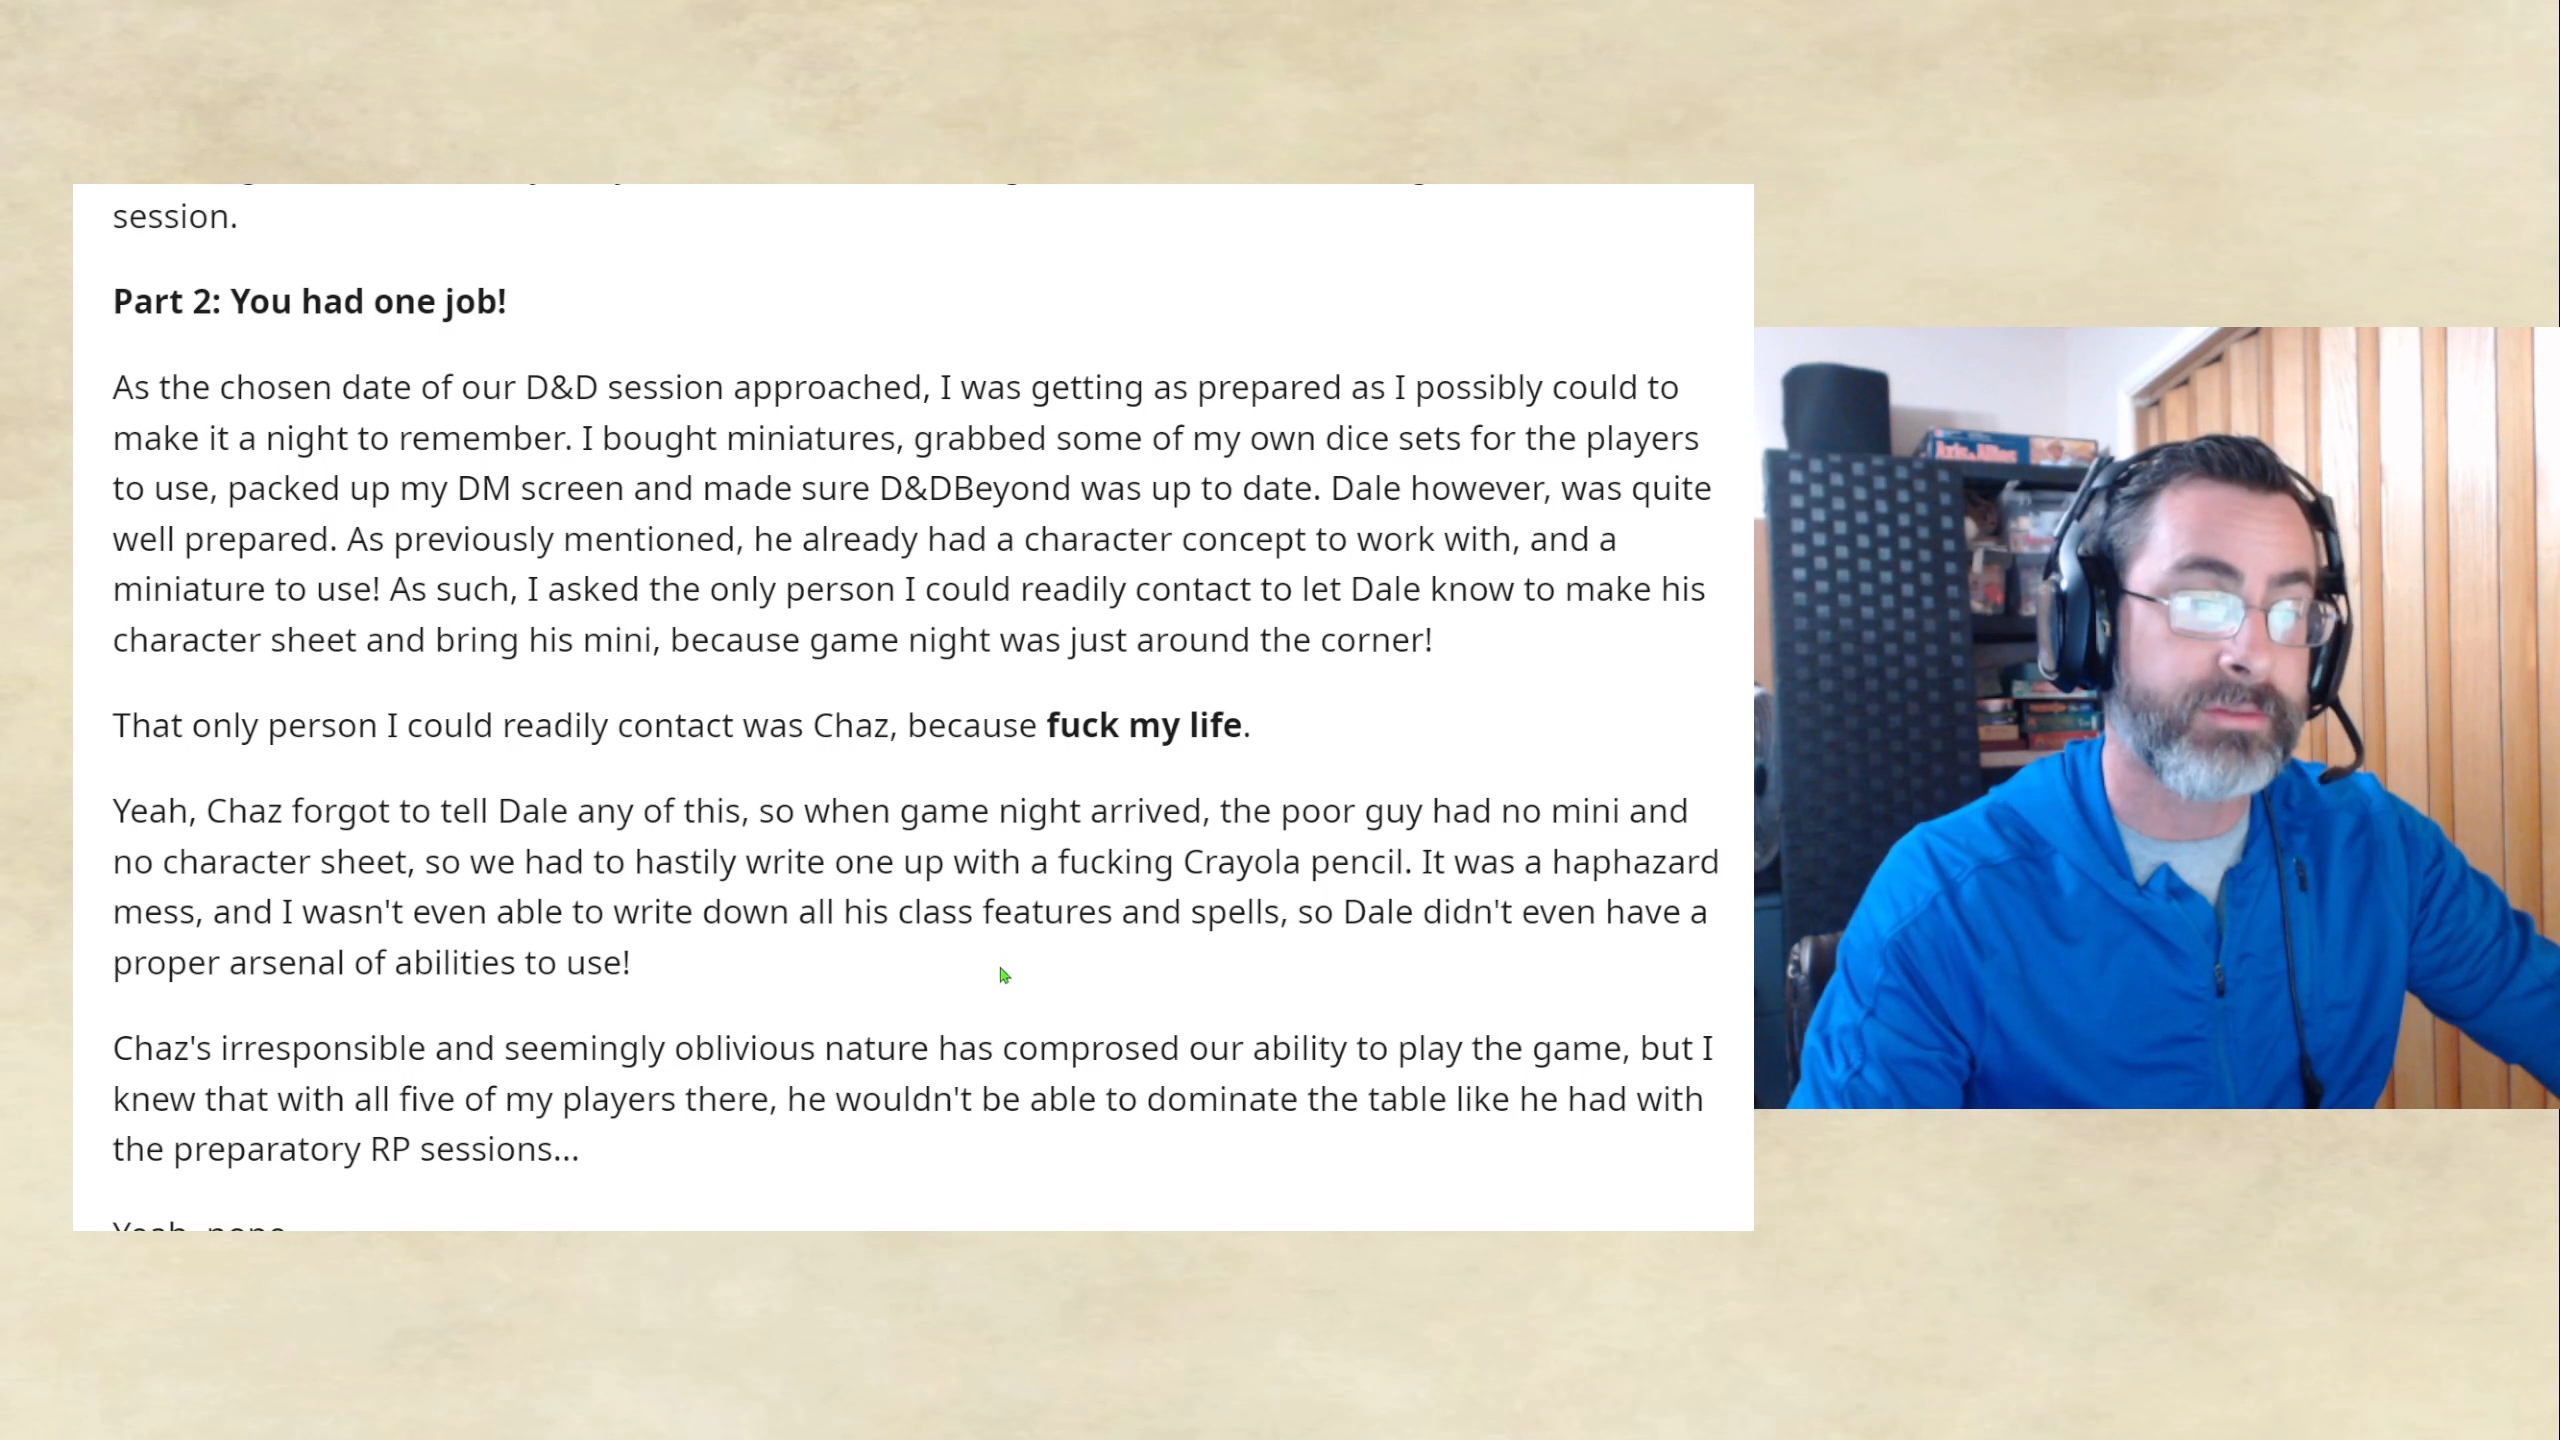 session.
Part 2: You had one job!
As the chosen date of our D&D session approached, I was getting as prepared as I possibly could to
make it a night to remember. I bought miniatures, grabbed some of my own dice sets for the players
to use, packed up my DM screen and made sure D&DBeyond was up to date. Dale however, was quite
well prepared. As previously mentioned, he already had a character concept to work with, and a
miniature to use! As such, I asked the only person I could readily contact to let Dale know to make his
character sheet and bring his mini, because game night was just around the corner!
That only person I could readily contact was Chaz, because fuck my life.
Yeah, Chaz forgot to tell Dale any of this, so when game night arrived, the poor guy had no mini and
no character sheet, so we had to hastily write one up with a fucking Crayola pencil. It was a haphazard
mess, and I wasn't even able to write down all his class features and spells, so Dale didn't even have a
proper arsenal of abilities to use!
Chaz's irresponsible and seemingly oblivious nature has comprosed our ability to play the game, but I
knew that with all five of my players there, he wouldn't be able to dominate the table like he had with
the preparatory RP sessions...
Yeah, nope
Axis & Allies